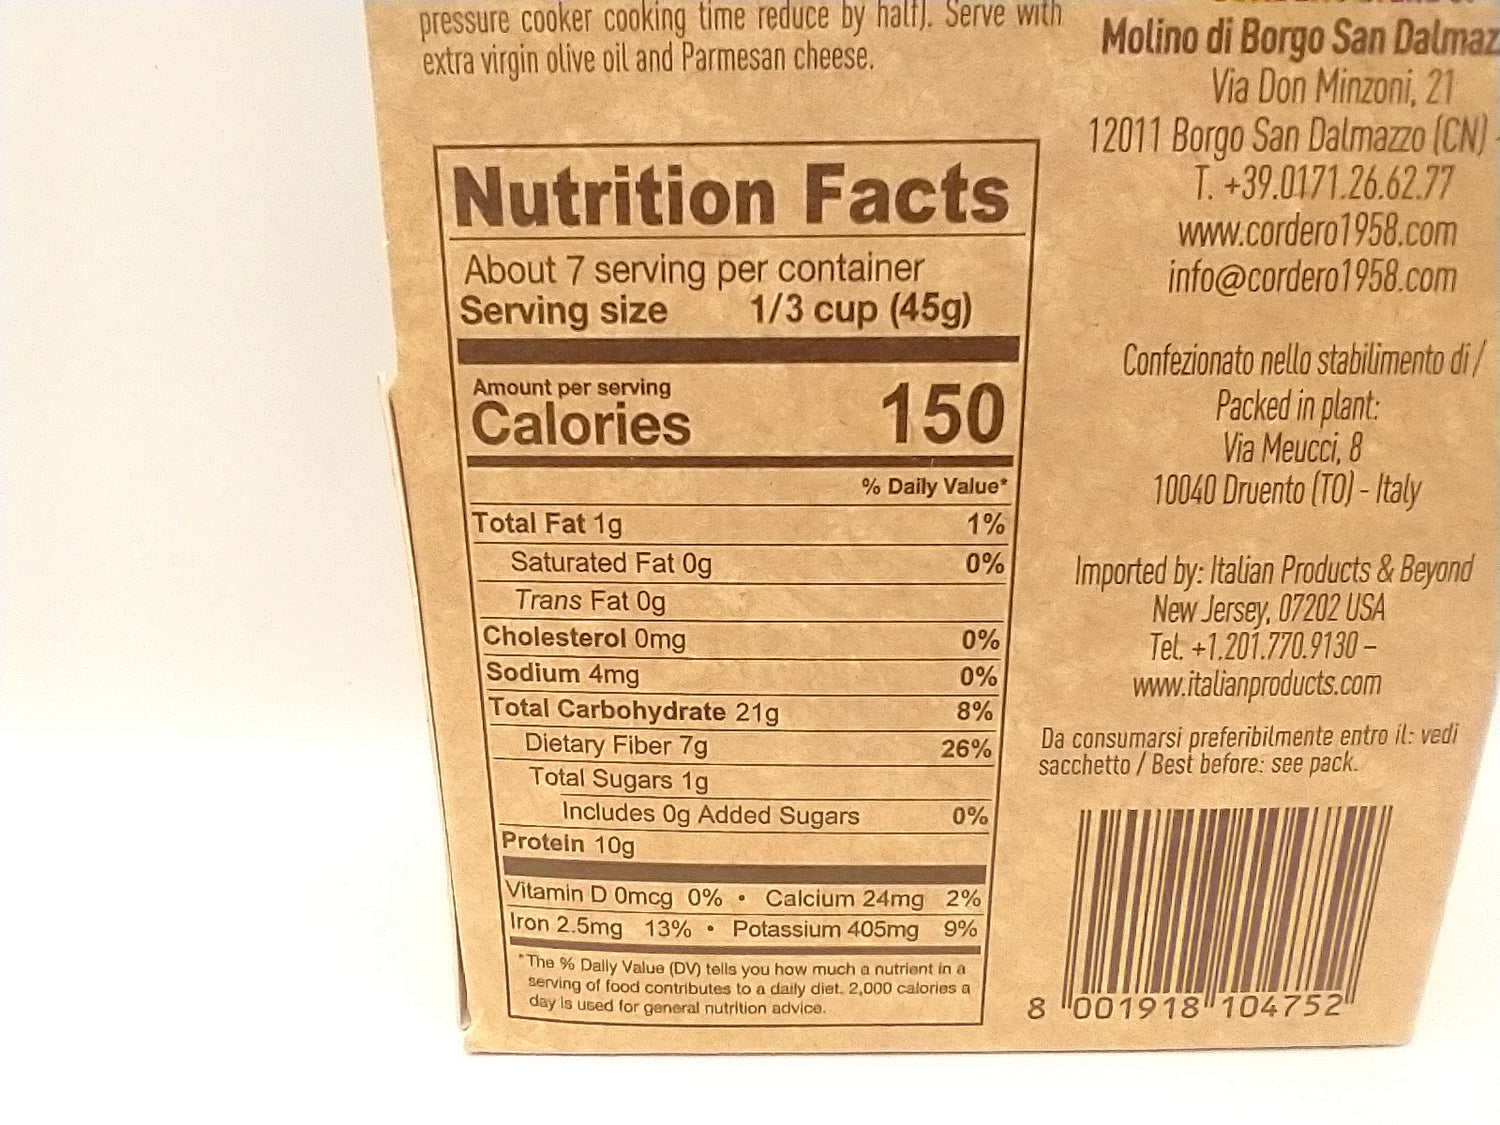 pressure cooker cooking time reduce by half). Serve with
extra virgin olive oil and Parmesan cheese.
Nutrition Facts
About 7 serving per container
Serving size 1/3 cup (45g)
Amount per serving
Calories 150
% Daily Value*
Total Fat 1g 1%
Saturated Fat 0g 0%
Trans Fat 0g
Cholesterol 0mg 0%
Sodium 4mg 0%
Total Carbohydrate 21g 8%
Dietary Fiber 7g 26%
Total Sugars 1g
Includes 0g Added Sugars 0%
Protein 10g
Vitamin D 0mcg 0% • Calcium 24mg 2%
Iron 2.5mg 13% • Potassium 405mg 9%
*The % Daily Value (DV) tells you how much a nutrient in a
serving of food contributes to a daily diet. 2,000 calories a
day is used for general nutrition advice.
Molino di Borgo San Dalmaz
Via Don Minzoni, 21
12011 Borgo San Dalmazzo (CN) -
T. +39.0171.26.62.77
www.cordero1958.com
info@cordero1958.com
Confezionato nello stabilimento di /
Packed in plant:
Via Meucci, 8
10040 Druento (TO) - Italy
Imported by: Italian Products & Beyond
New Jersey, 07202 USA
Tel. +1.201.770.9130 –
www.italianproducts.com
Da consumarsi preferibilmente entro il: vedi
sacchetto / Best before: see pack.
8 001918 104752